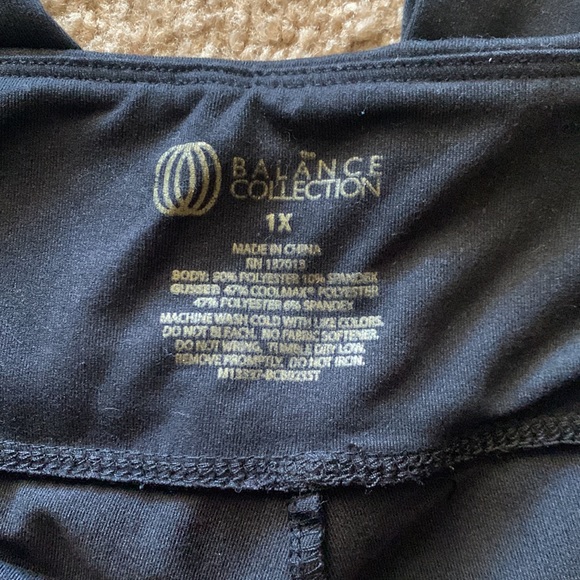 BALANCE
COLLECTION
1X
MADE IN CHINA
RN 137013
BODY: 90% POLYESTER 10% SPANDEX
GUSSET: 47% COOLMAX® POLYESTER
47% POLYESTER 6% SPANDEX
MACHINE WASH COLD WITH LIKE COLORS.
DO NOT BLEACH. NO FABRIC SOFTENER.
DO NOT WRING. TUMBLE DRY LOW.
REMOVE PROMPTLY. DO NOT IRON.